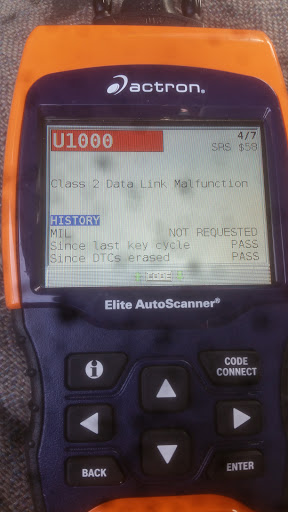 actron®
U1000
4/7
SRS $58
Class 2 Data Link Malfunction
HISTORY
MIL NOT REQUESTED
Since last key cycle PASS
Since DTCs erased PASS
CODE
Elite AutoScanner®
i
CODE
CONNECT
BACK
ENTER